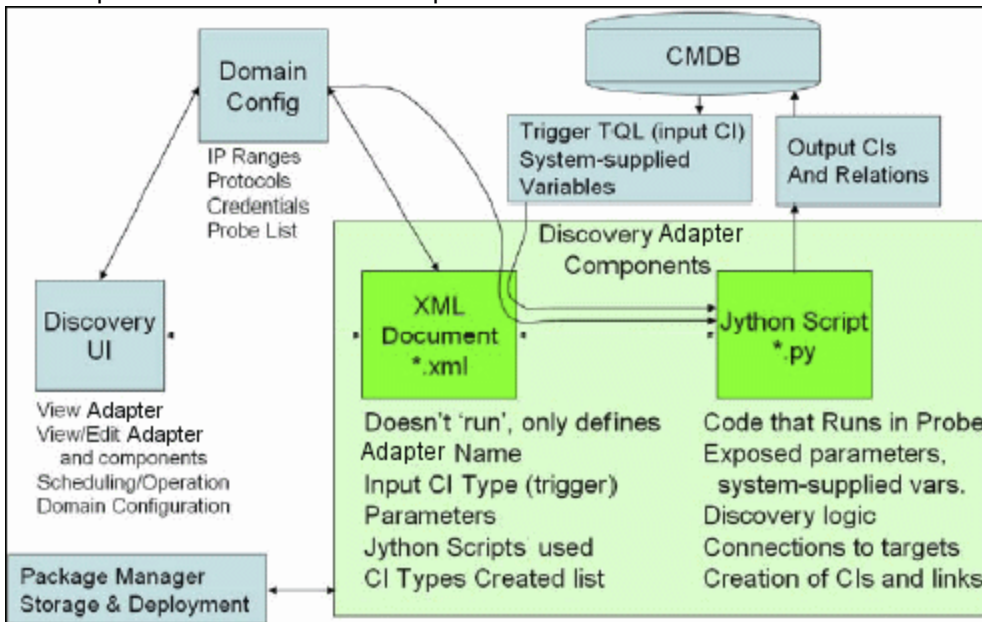 Domain
Config
IP Ranges
Protocols
Credentials
Probe List
CMDB
Trigger TQL (input CI)
System-supplied
Variables
Output CIs
And Relations
Discovery Adapter
Components
Discovery
UI
View Adapter
View/Edit Adapter
and components
Scheduling/Operation
Domain Configuration
XML
Document
*.xml
Doesn't 'run', only defines
Adapter Name
Input CI Type (trigger)
Parameters
Jython Scripts used
CI Types Created list
Jython Script
*.py
Code that Runs in Probe
Exposed parameters,
system-supplied vars.
Discovery logic
Connections to targets
Creation of CIs and links
Package Manager
Storage & Deployment